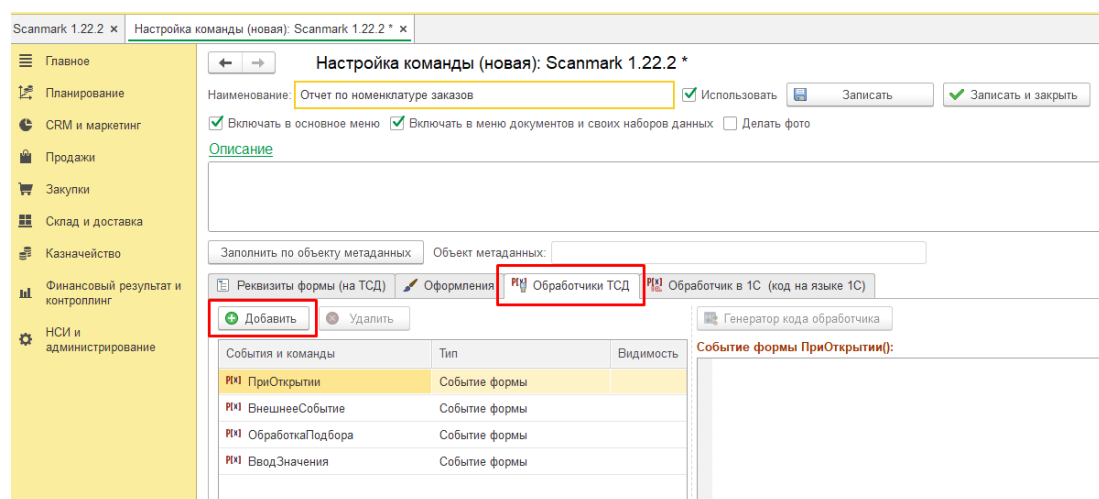 Scanmark 1.22.2 × Настройка команды (новая): Scanmark 1.22.2 * ×
Главное
Планирование
CRM и маркетинг
Продажи
Закупки
Склад и доставка
Казначейство
Финансовый результат и
контроллинг
НСИ и
администрирование
Настройка команды (новая): Scanmark 1.22.2 *
Наименование: Отчет по номенклатуре заказов Использовать Записать Записать и закрыть
Включать в основное меню Включать в меню документов и своих наборов данных Делать фото
Описание
Заполнить по объекту метаданных Объект метаданных:
Реквизиты формы (на ТСД) Оформления Обработчики ТСД Обработчик в 1С (код на языке 1С)
Добавить Удалить Генератор кода обработчика
События и команды Тип Видимость Событие формы ПриОткрытии():
P[x] ПриОткрытии Событие формы
P[x] ВнешнееСобытие Событие формы
P[x] ОбработкаПодбора Событие формы
P[x] ВводЗначения Событие формы